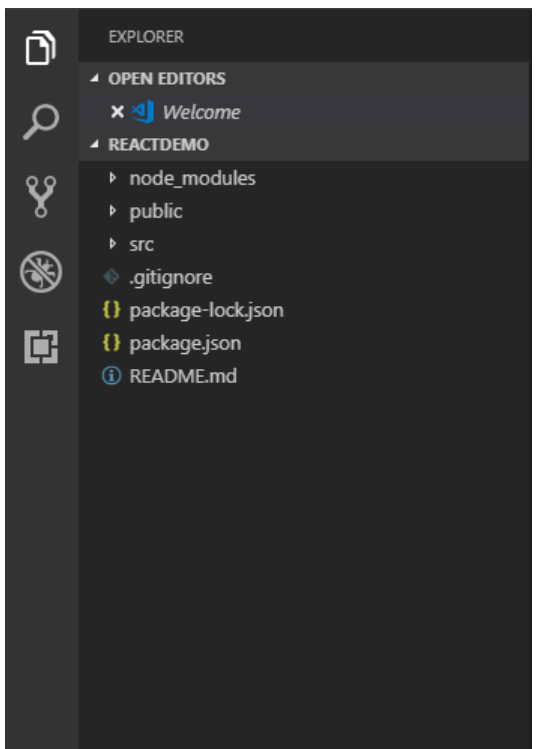 EXPLORER
OPEN EDITORS
Welcome
REACTDEMO
node_modules
public
src
.gitignore
{} package-lock.json
{} package.json
README.md